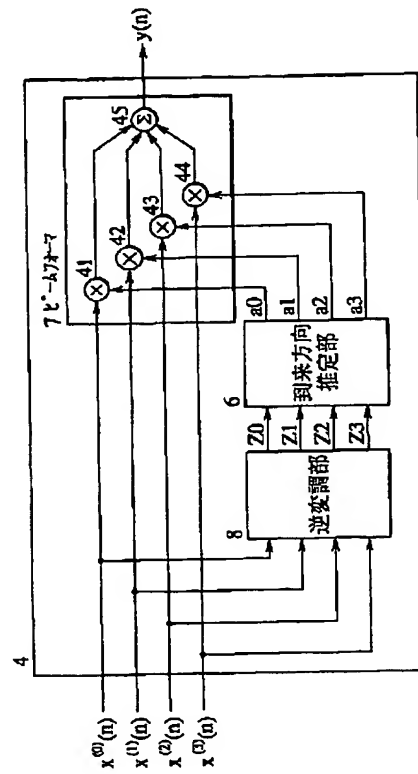 4
7 ビームフォーマ
41
42
43
44
45
Σ
y(n)
x^(0)(n)
x^(1)(n)
x^(2)(n)
x^(3)(n)
8
逆変調部
Z0
Z1
Z2
Z3
6
到来方向
推定部
a0
a1
a2
a3